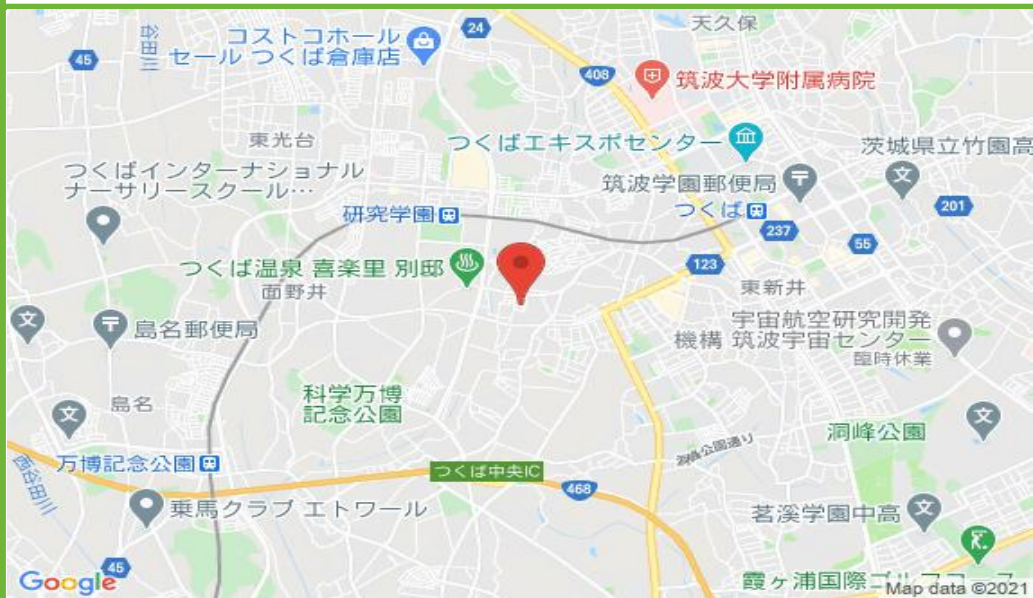 天久保
コストコホール
セール つくば倉庫店
24
谷田川
45
408
筑波大学附属病院
東光台
つくばエキスポセンター
茨城県立竹園高
つくばインターナショナル
ナーサリースクール…
筑波学園郵便局
研究学園
つくば
201
237
55
つくば温泉 喜楽里 別邸
123
面野井
東新井
島名郵便局
宇宙航空研究開発
機構 筑波宇宙センター
臨時休業
科学万博
記念公園
島名
洞峰公園
洞峰公園通り
万博記念公園
つくば中央IC
西谷田川
468
乗馬クラブ エトワール
茗溪学園中高
45
Google
霞ヶ浦国際ゴルフコース
Map data ©2021